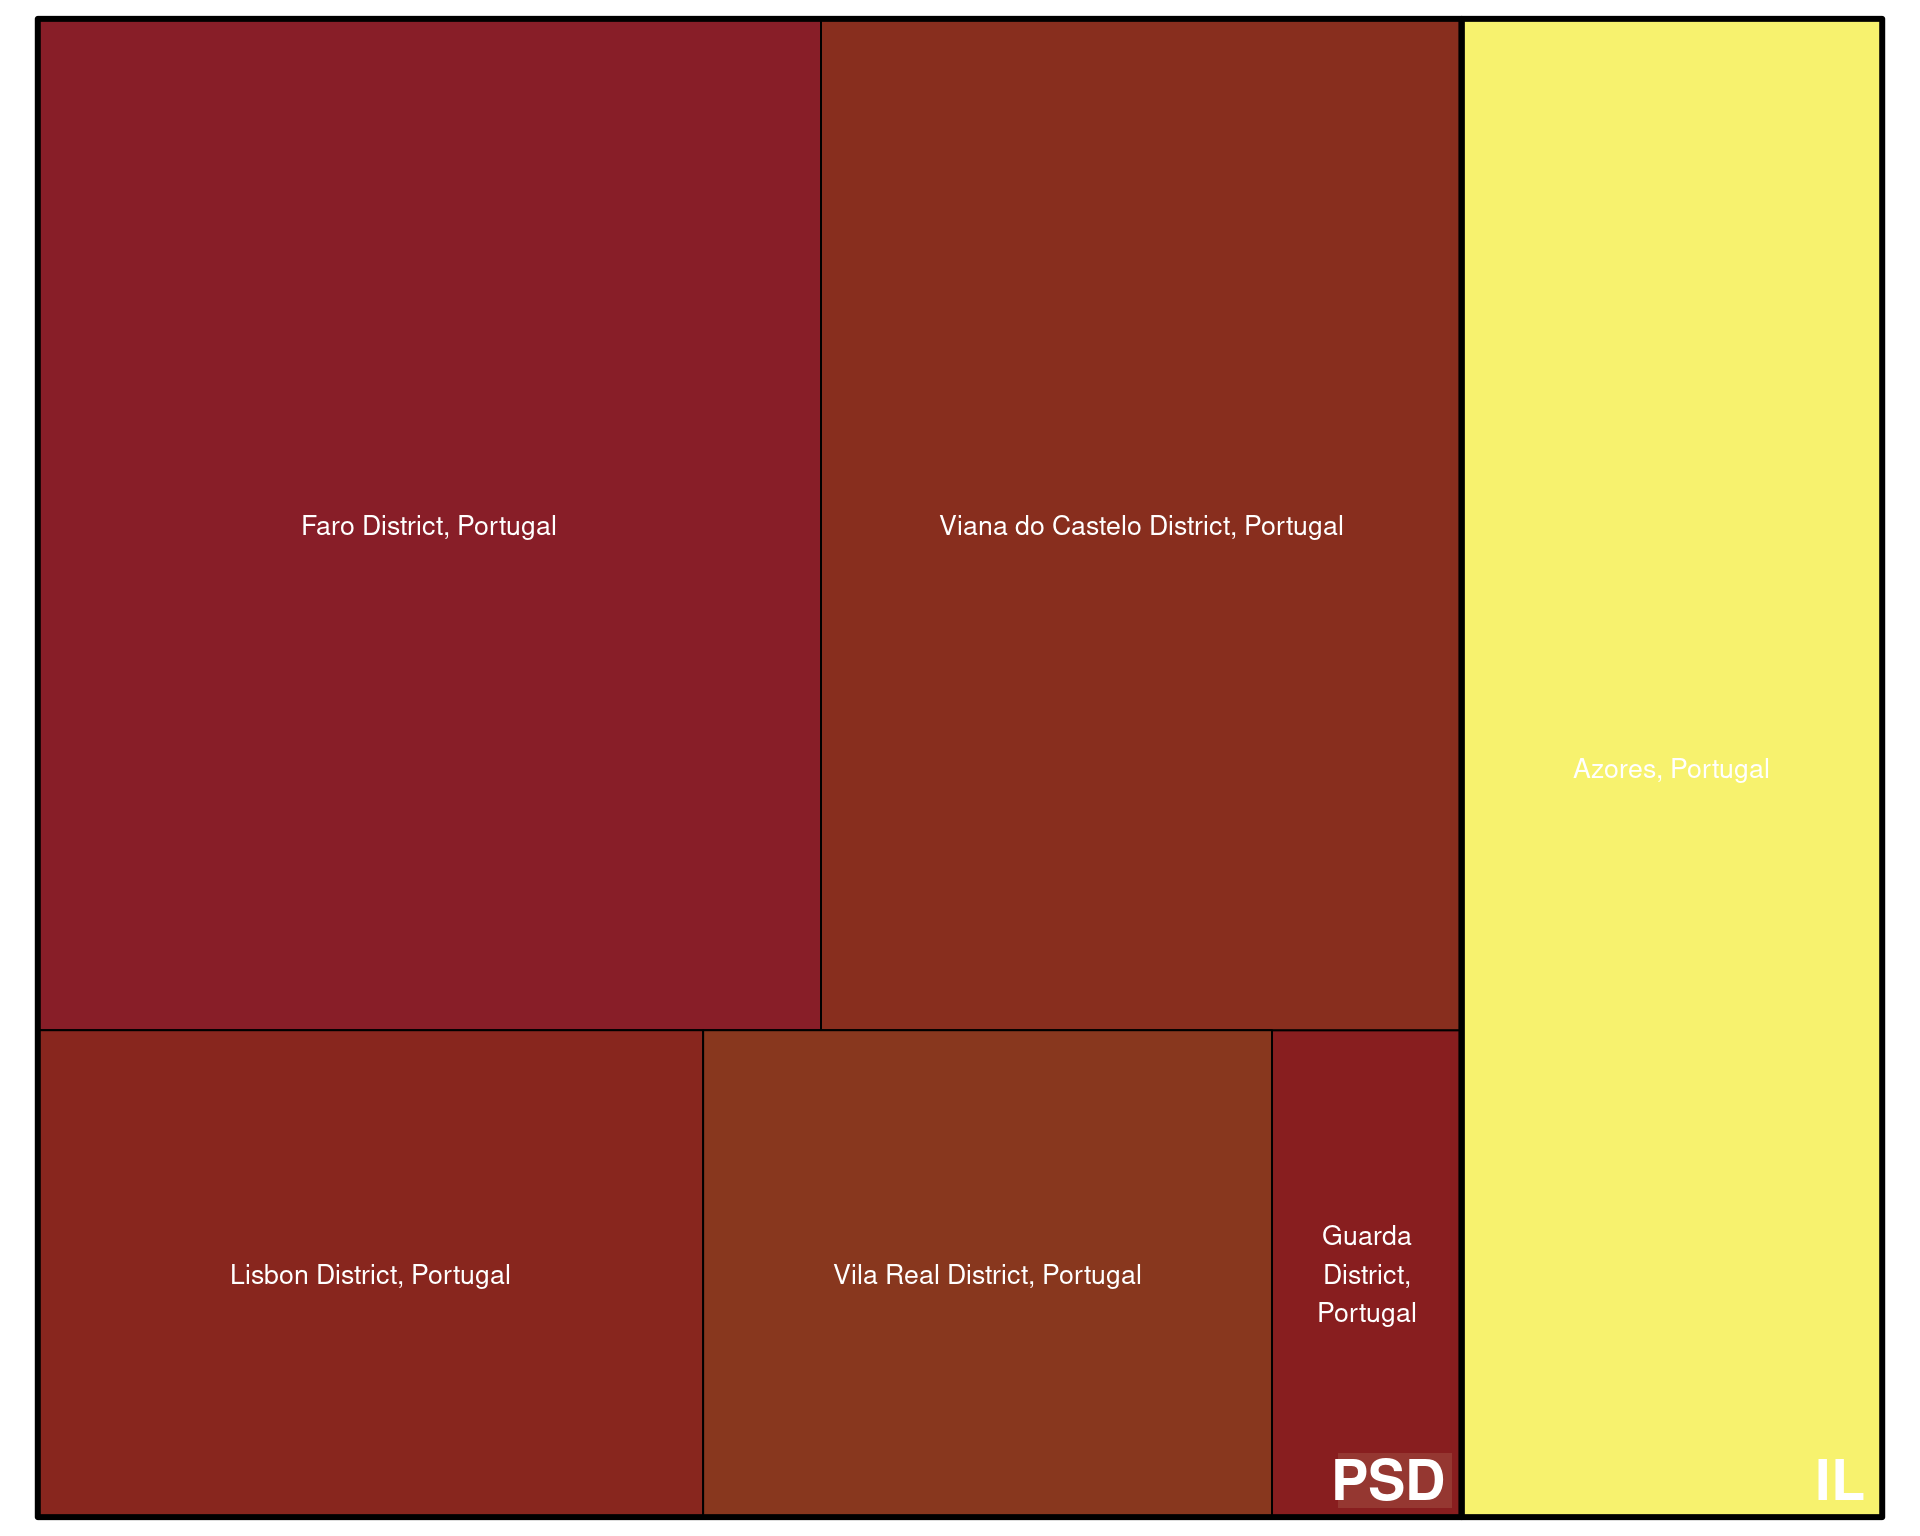 Faro District, Portugal
Viana do Castelo District, Portugal
Azores, Portugal
Lisbon District, Portugal
Vila Real District, Portugal
Guarda
District,
Portugal
PSD
IL